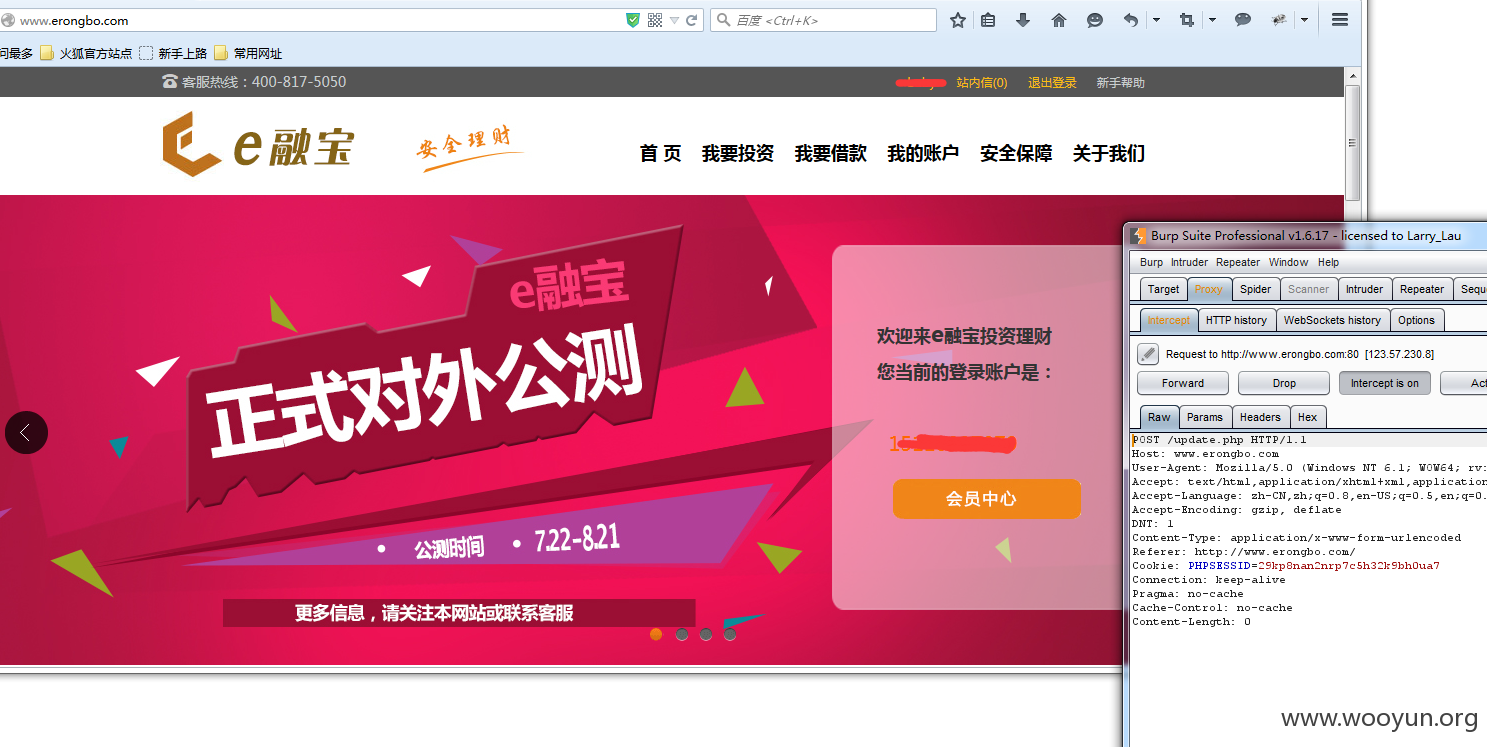 www.erongbo.com
百度 <Ctrl+K>
问最多 火狐官方站点 新手上路 常用网址
客服热线：400-817-5050
站内信(0) 退出登录 新手帮助
e融宝
安全理财
首 页 我要投资 我要借款 我的账户 安全保障 关于我们
e融宝
正式对外公测
• 公测时间 • 7.22-8.21
更多信息，请关注本网站或联系客服
欢迎来e融宝投资理财
您当前的登录账户是：
会员中心
Burp Suite Professional v1.6.17 - licensed to Larry_Lau
Burp Intruder Repeater Window Help
Target Proxy Spider Scanner Intruder Repeater Sequ
Intercept HTTP history WebSockets history Options
Request to http://www.erongbo.com:80 [123.57.230.8]
Forward Drop Intercept is on Act
Raw Params Headers Hex
POST /update.php HTTP/1.1
Host: www.erongbo.com
User-Agent: Mozilla/5.0 (Windows NT 6.1; WOW64; rv:
Accept: text/html,application/xhtml+xml,application
Accept-Language: zh-CN,zh;q=0.8,en-US;q=0.5,en;q=0.
Accept-Encoding: gzip, deflate
DNT: 1
Content-Type: application/x-www-form-urlencoded
Referer: http://www.erongbo.com/
Cookie: PHPSESSID=29kp8nan2nrp7c5h32k9bh0ua7
Connection: keep-alive
Pragma: no-cache
Cache-Control: no-cache
Content-Length: 0
www.wooyun.org